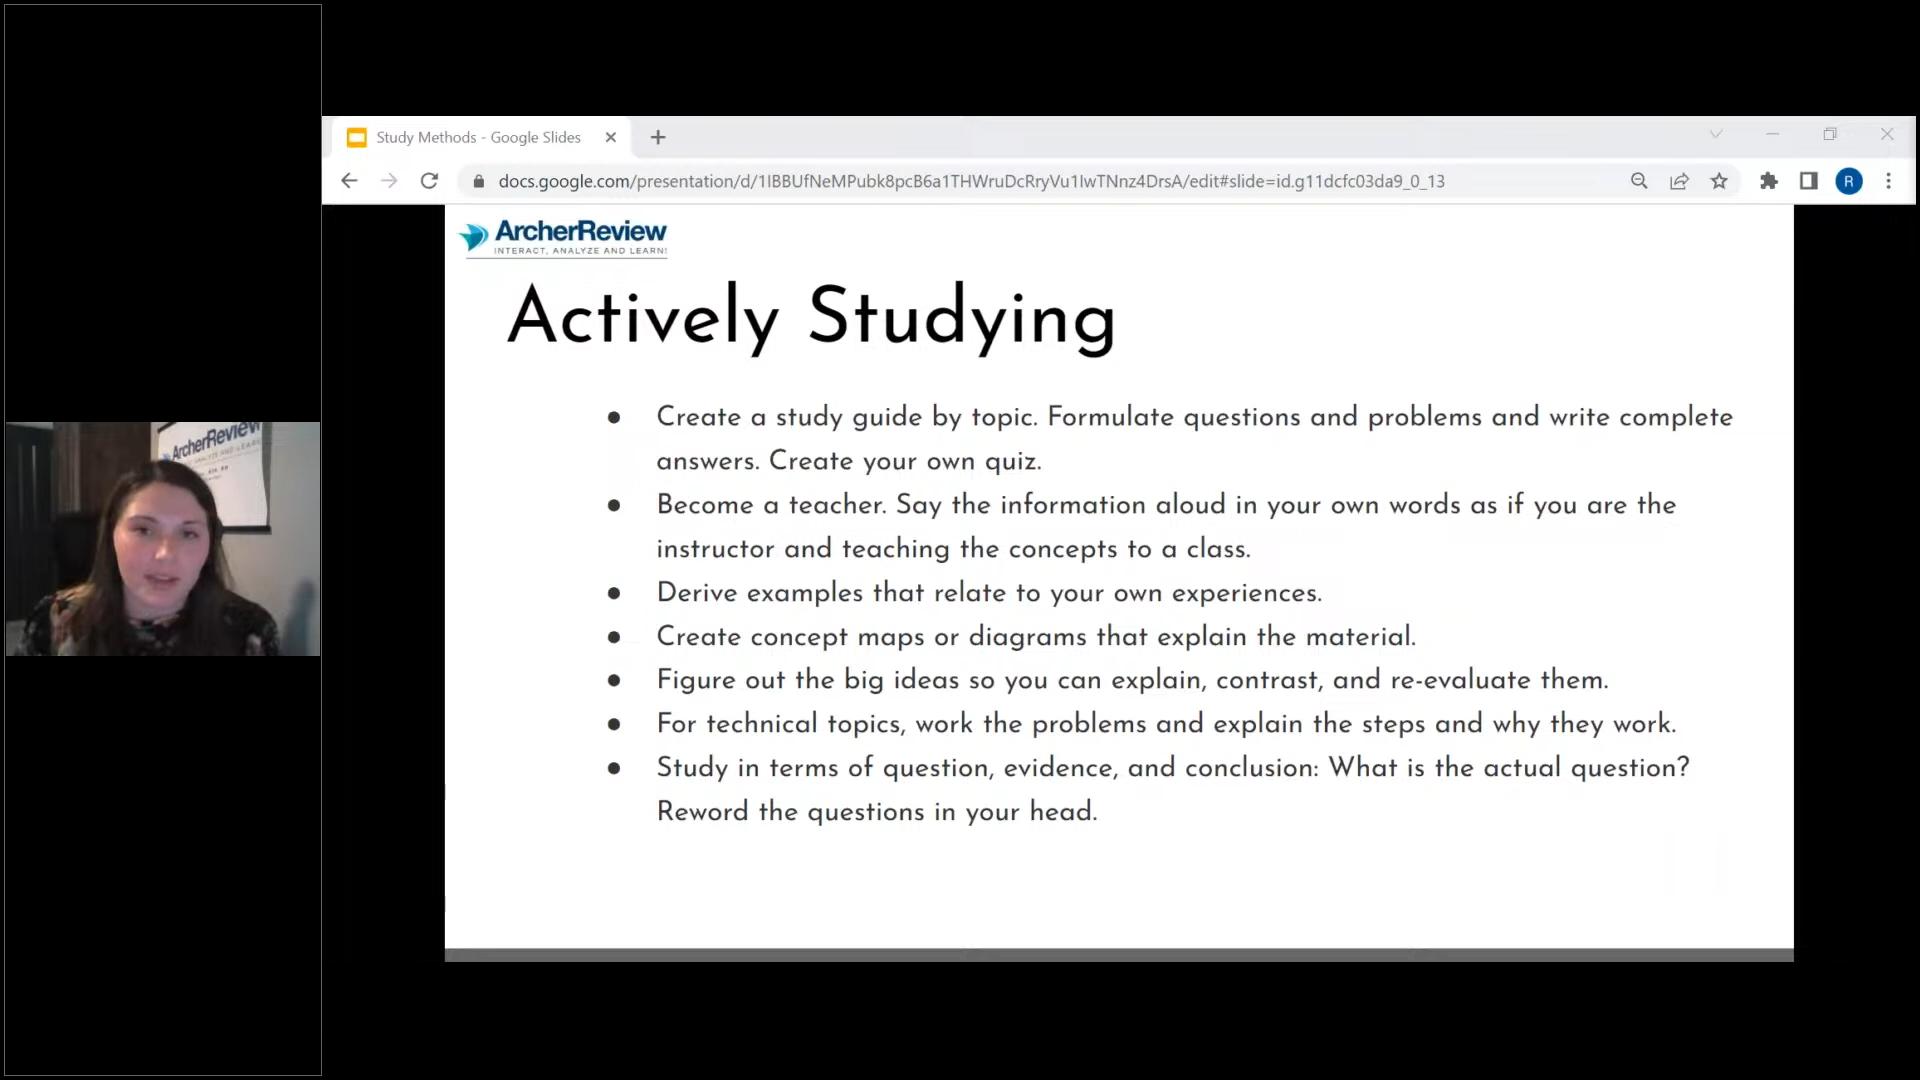 Study Methods - Google Slides
docs.google.com/presentation/d/1IBBUfNeMPubk8pcB6a1THWruDcRryVu1IwTNnz4DrsA/edit#slide=id.g11dcfc03da9_0_13
R
ArcherReview
INTERACT, ANALYZE AND LEARN!
Actively Studying
● Create a study guide by topic. Formulate questions and problems and write complete
answers. Create your own quiz.
● Become a teacher. Say the information aloud in your own words as if you are the
instructor and teaching the concepts to a class.
● Derive examples that relate to your own experiences.
● Create concept maps or diagrams that explain the material.
● Figure out the big ideas so you can explain, contrast, and re-evaluate them.
● For technical topics, work the problems and explain the steps and why they work.
● Study in terms of question, evidence, and conclusion: What is the actual question?
Reword the questions in your head.
ArcherReview